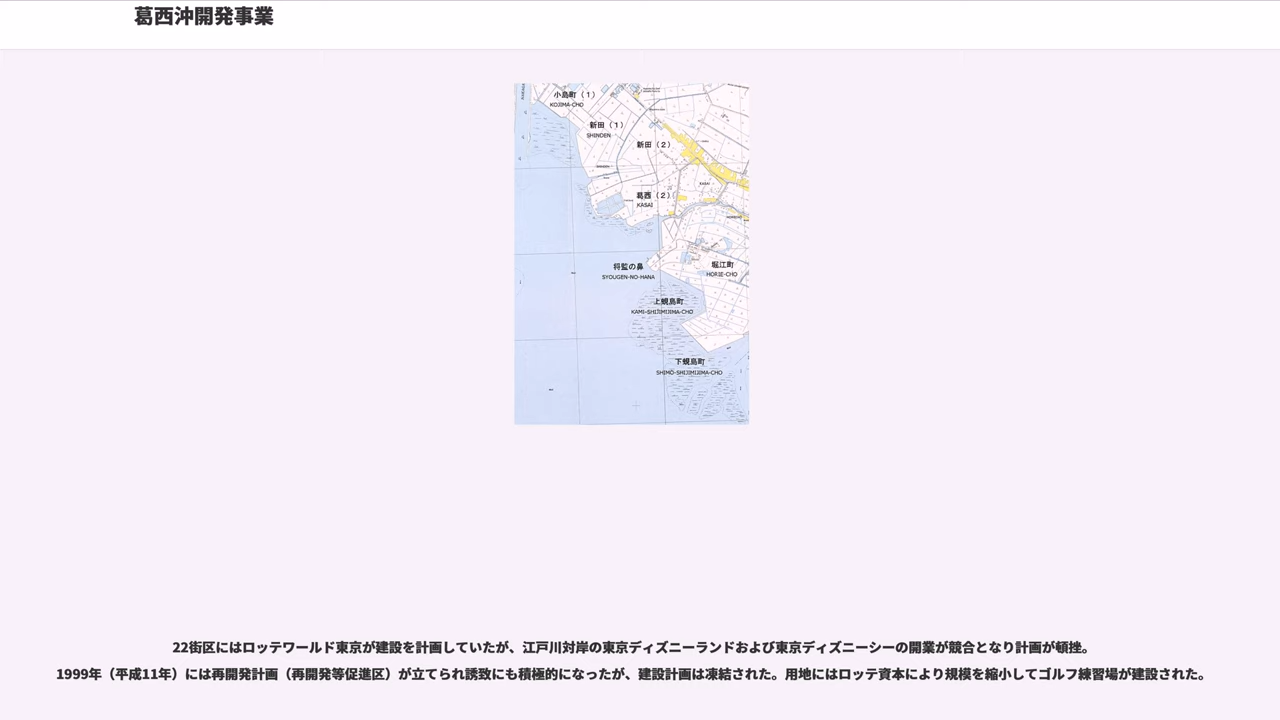 葛西沖開発事業
小島町（1）
KOJIMA-CHO
新田（1）
SHINDEN
新田（2）
KASAI
葛西（2）
KASAI
将監の鼻
SYOUGEN-NO-HANA
堀江町
HORIE-CHO
上蜆島町
KAMI-SHIJIMIJIMA-CHO
下蜆島町
SHIMO-SHIJIMIJIMA-CHO
22街区にはロッテワールド東京が建設を計画していたが、江戸川対岸の東京ディズニーランドおよび東京ディズニーシーの開業が競合となり計画が頓挫。
1999年（平成11年）には再開発計画（再開発等促進区）が立てられ誘致にも積極的になったが、建設計画は凍結された。用地にはロッテ資本により規模を縮小してゴルフ練習場が建設された。